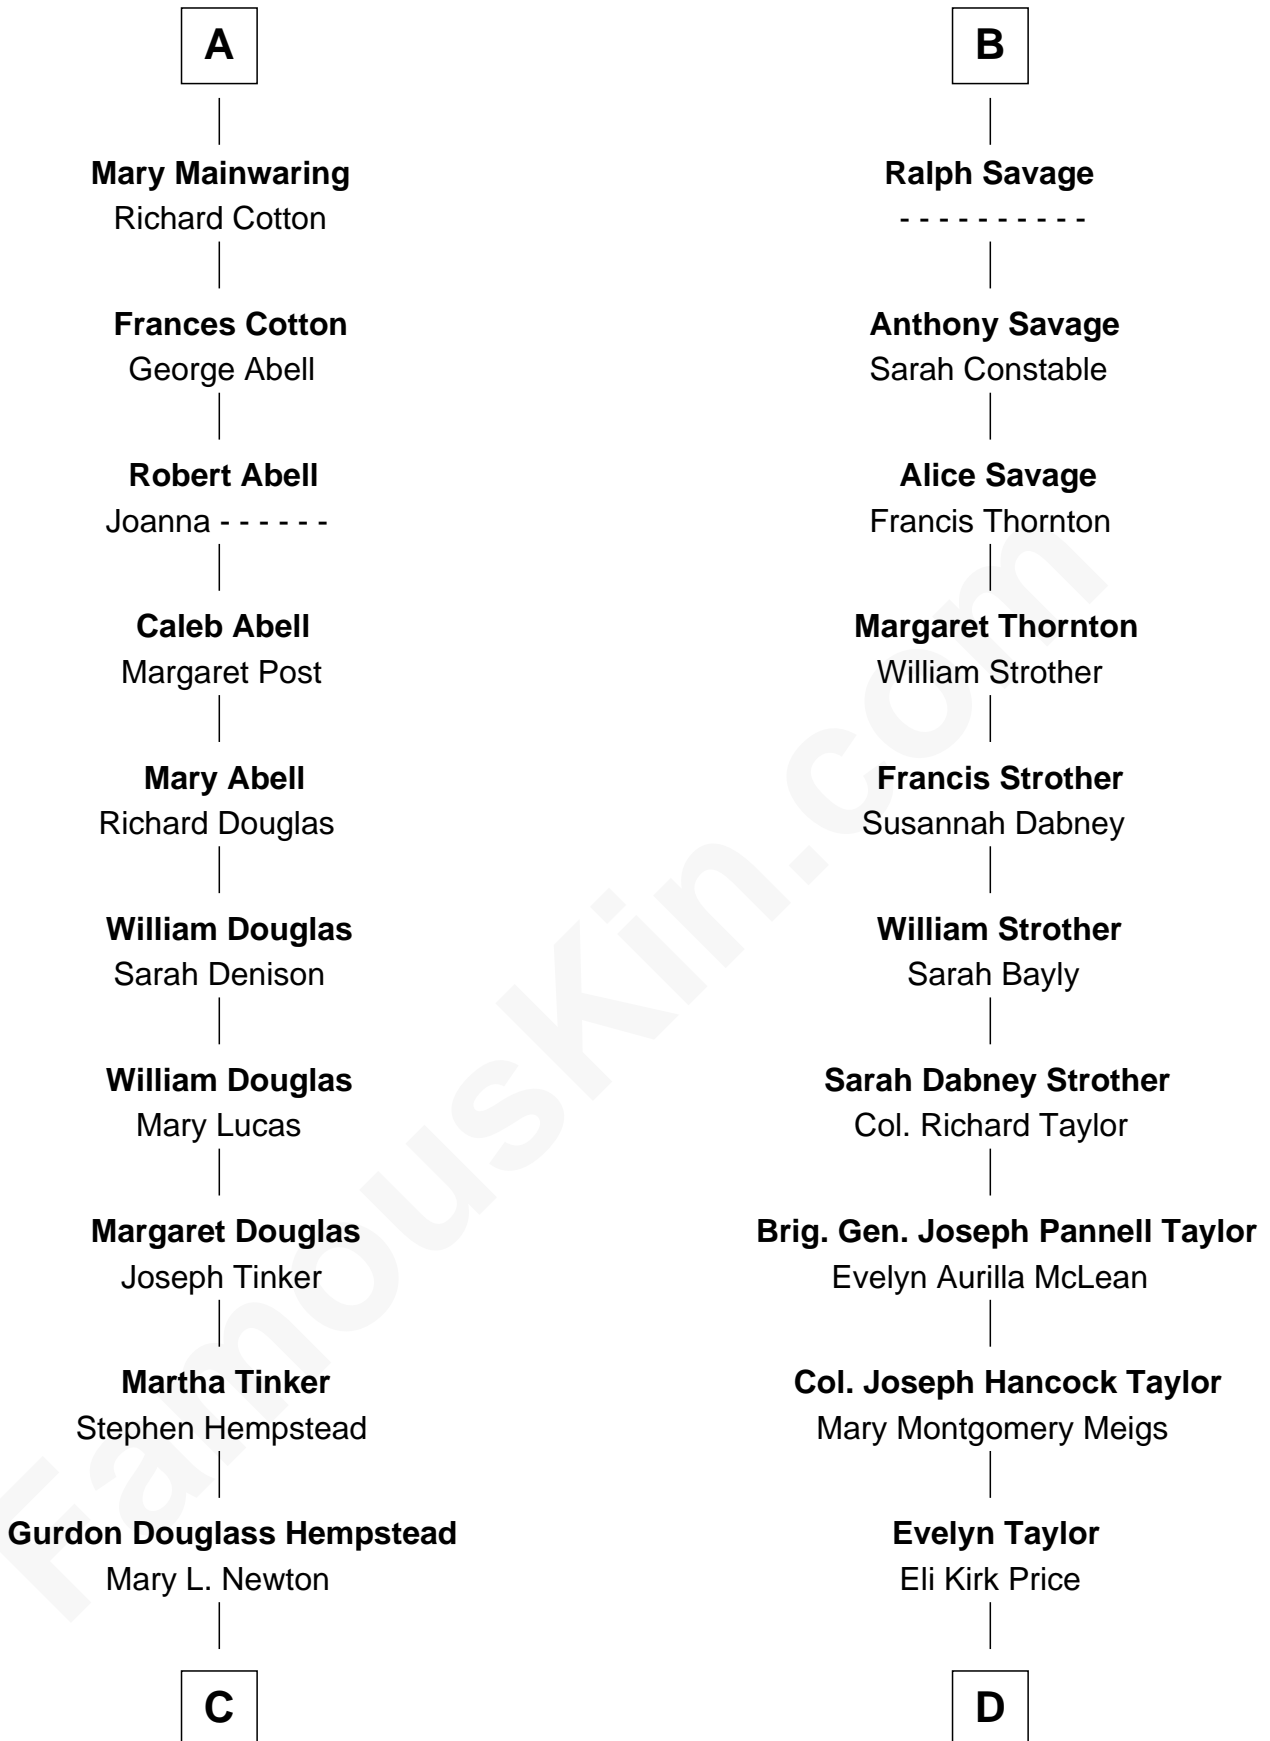 A
Mary Mainwaring
Richard Cotton
Frances Cotton
George Abell
Robert Abell
Joanna - - - - - -
Caleb Abell
Margaret Post
Mary Abell
Richard Douglas
William Douglas
Sarah Denison
William Douglas
Mary Lucas
Margaret Douglas
Joseph Tinker
Martha Tinker
Stephen Hempstead
Gurdon Douglass Hempstead
Mary L. Newton
C
B
Ralph Savage
- - - - - - - - - -
Anthony Savage
Sarah Constable
Alice Savage
Francis Thornton
Margaret Thornton
William Strother
Francis Strother
Susannah Dabney
William Strother
Sarah Bayly
Sarah Dabney Strother
Col. Richard Taylor
Brig. Gen. Joseph Pannell Taylor
Evelyn Aurilla McLean
Col. Joseph Hancock Taylor
Mary Montgomery Meigs
Evelyn Taylor
Eli Kirk Price
D
FamousKin.com